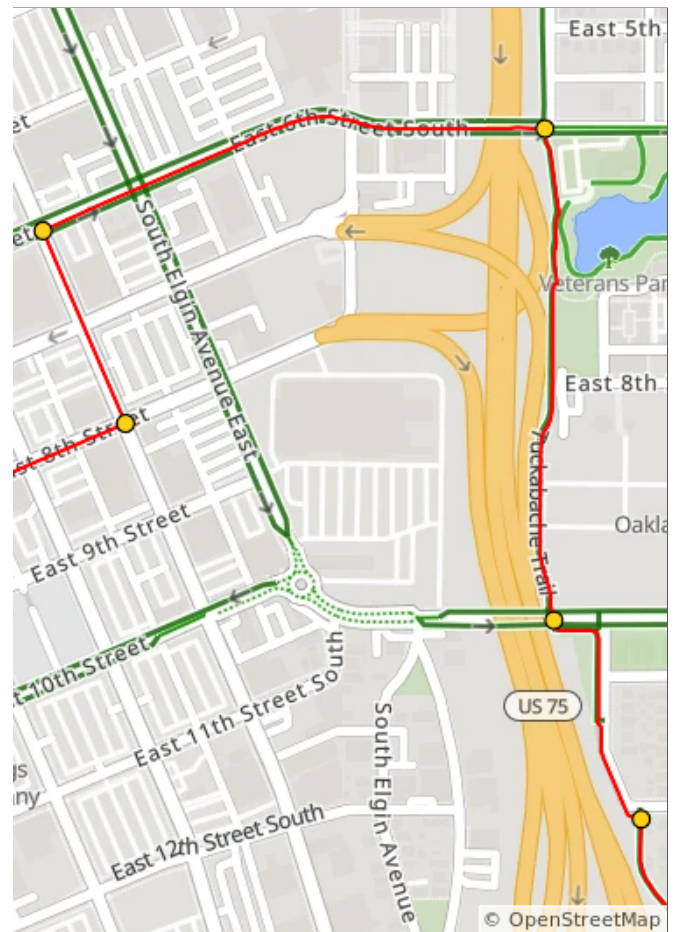 East 5th
East 6th Street South
South Elgin Avenue East
Veterans Par
East 8th
East 8th Street
Tuckabache Trail
East 9th Street
Oakla
East 10th Street
South Elgin Avenue
East 11th Street South
US 75
East 12th Street South
© OpenStreetMap